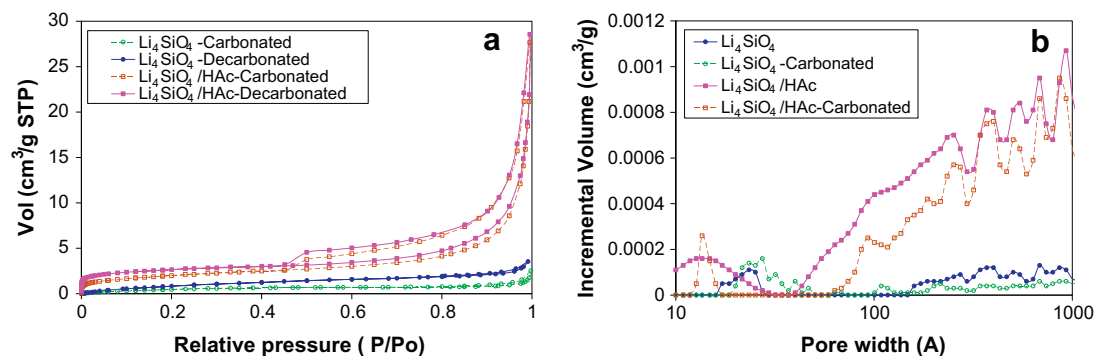 a
Vol (cm³/g STP)
30
25
20
15
10
5
0
Li₄SiO₄ -Carbonated
Li₄SiO₄ -Decarbonated
Li₄SiO₄ /HAc-Carbonated
Li₄SiO₄ /HAc-Decarbonated
0 0.2 0.4 0.6 0.8 1
Relative pressure ( P/Po)
b
Incremental Volume (cm³/g)
0.0012
0.001
0.0008
0.0006
0.0004
0.0002
0
Li₄SiO₄
Li₄SiO₄ -Carbonated
Li₄SiO₄ /HAc
Li₄SiO₄ /HAc-Carbonated
10 100 1000
Pore width (A)